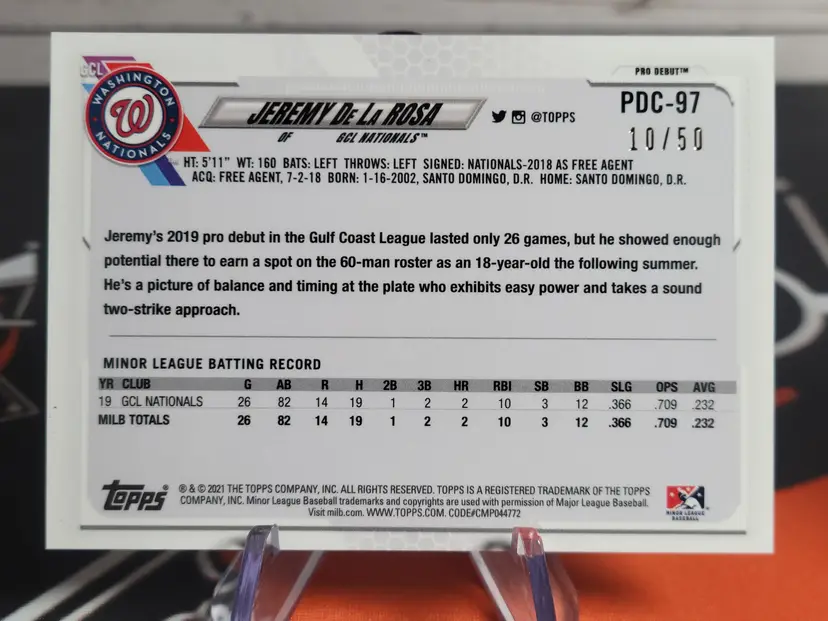 GCL
WASHINGTON
W
NATIONALS
PRO DEBUT™
JEREMY DE LA ROSA
OF GCL NATIONALS™
@TOPPS
PDC-97
10/50
HT: 5'11" WT: 160 BATS: LEFT THROWS: LEFT SIGNED: NATIONALS-2018 AS FREE AGENT
ACQ: FREE AGENT, 7-2-18 BORN: 1-16-2002, SANTO DOMINGO, D.R. HOME: SANTO DOMINGO, D.R.
Jeremy's 2019 pro debut in the Gulf Coast League lasted only 26 games, but he showed enough
potential there to earn a spot on the 60-man roster as an 18-year-old the following summer.
He's a picture of balance and timing at the plate who exhibits easy power and takes a sound
two-strike approach.
MINOR LEAGUE BATTING RECORD
YR CLUB G AB R H 2B 3B HR RBI SB BB SLG OPS AVG
19 GCL NATIONALS 26 82 14 19 1 2 2 10 3 12 .366 .709 .232
MILB TOTALS 26 82 14 19 1 2 2 10 3 12 .366 .709 .232
Topps®
® & © 2021 THE TOPPS COMPANY, INC. ALL RIGHTS RESERVED. TOPPS IS A REGISTERED TRADEMARK OF THE TOPPS
COMPANY, INC. Minor League Baseball trademarks and copyrights are used with permission of Major League Baseball.
Visit milb.com. WWW.TOPPS.COM. CODE#CMP044772
MINOR LEAGUE
BASEBALL